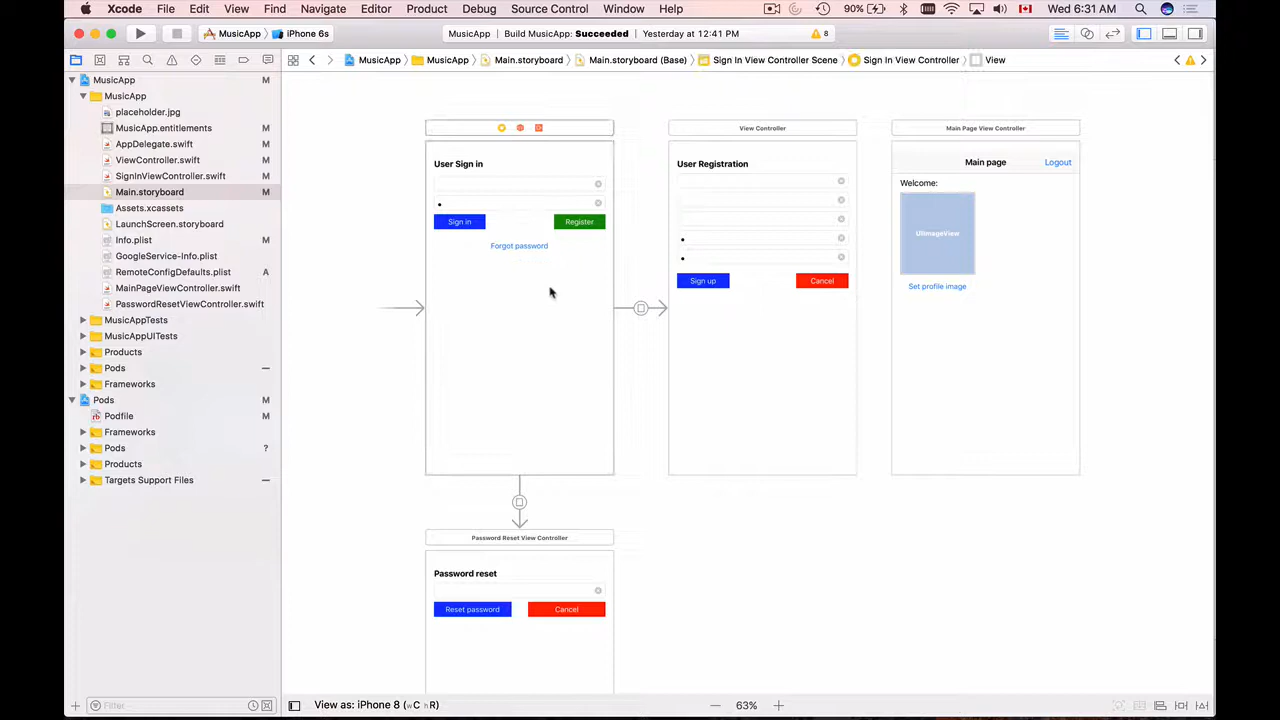 Xcode File Edit View Find Navigate Editor Product Debug Source Control Window Help 90% Wed 6:31 AM
MusicApp iPhone 6s MusicApp Build MusicApp: Succeeded Yesterday at 12:41 PM 8
MusicApp MusicApp Main.storyboard Main.storyboard (Base) Sign In View Controller Scene Sign In View Controller View
MusicApp M
MusicApp
placeholder.jpg
MusicApp.entitlements M
AppDelegate.swift M
ViewController.swift M
SignInViewController.swift M
Main.storyboard M
Assets.xcassets
LaunchScreen.storyboard
Info.plist M
GoogleService-Info.plist
RemoteConfigDefaults.plist A
MainPageViewController.swift
PasswordResetViewController.swift
MusicAppTests
MusicAppUITests
Products
Pods
Frameworks
Pods M
Podfile M
Frameworks
Pods ?
Products
Targets Support Files
Filter
User Sign in
Sign in Register
Forgot password
View Controller
User Registration
Sign up Cancel
Main Page View Controller
Main page Logout
Welcome:
UIImageView
Set profile image
Password Reset View Controller
Password reset
Reset password Cancel
View as: iPhone 8 (wC hR) 63%